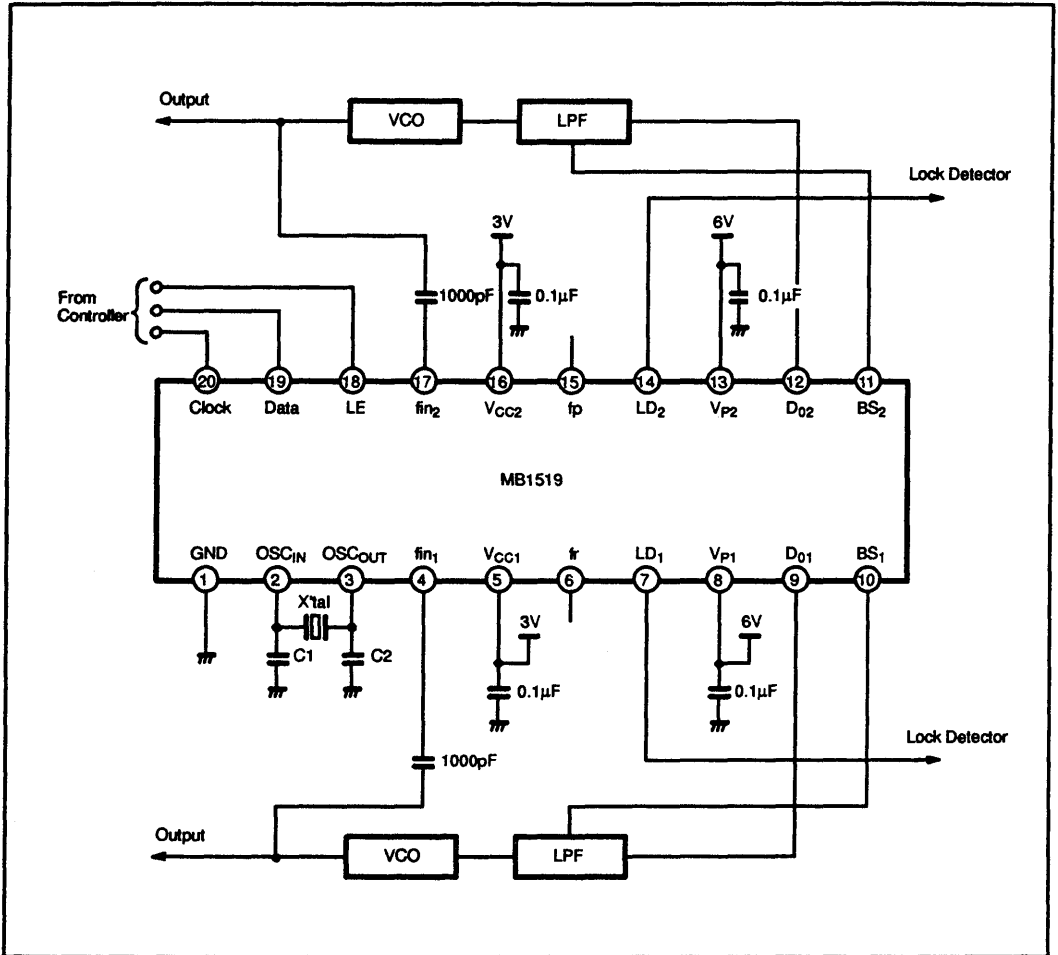 Output
VCO
LPF
Lock Detector
3V
6V
From
Controller
1000pF
0.1μF
0.1μF
20 19 18 17 16 15 14 13 12 11
Clock Data LE fin2 VCC2 fp LD2 VP2 D02 BS2
MB1519
GND OSCIN OSCOUT fin1 VCC1 fr LD1 VP1 D01 BS1
1 2 3 4 5 6 7 8 9 10
X'tal
C1
C2
3V
6V
0.1μF
0.1μF
Lock Detector
1000pF
Output
VCO
LPF